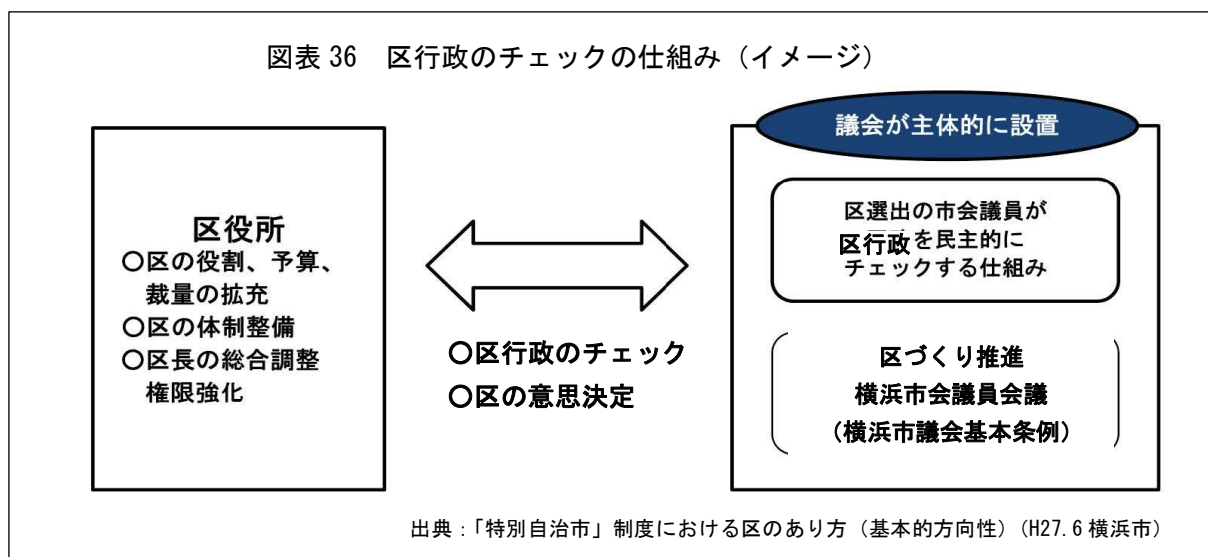 図表 36　区行政のチェックの仕組み（イメージ）
区役所
〇区の役割、予算、
裁量の拡充
〇区の体制整備
〇区長の総合調整
権限強化
〇区行政のチェック
〇区の意思決定
議会が主体的に設置
区選出の市会議員が
区行政を民主的に
チェックする仕組み
区づくり推進
横浜市会議員会議
（横浜市議会基本条例）
出典：「特別自治市」制度における区のあり方（基本的方向性）（H27.6 横浜市）